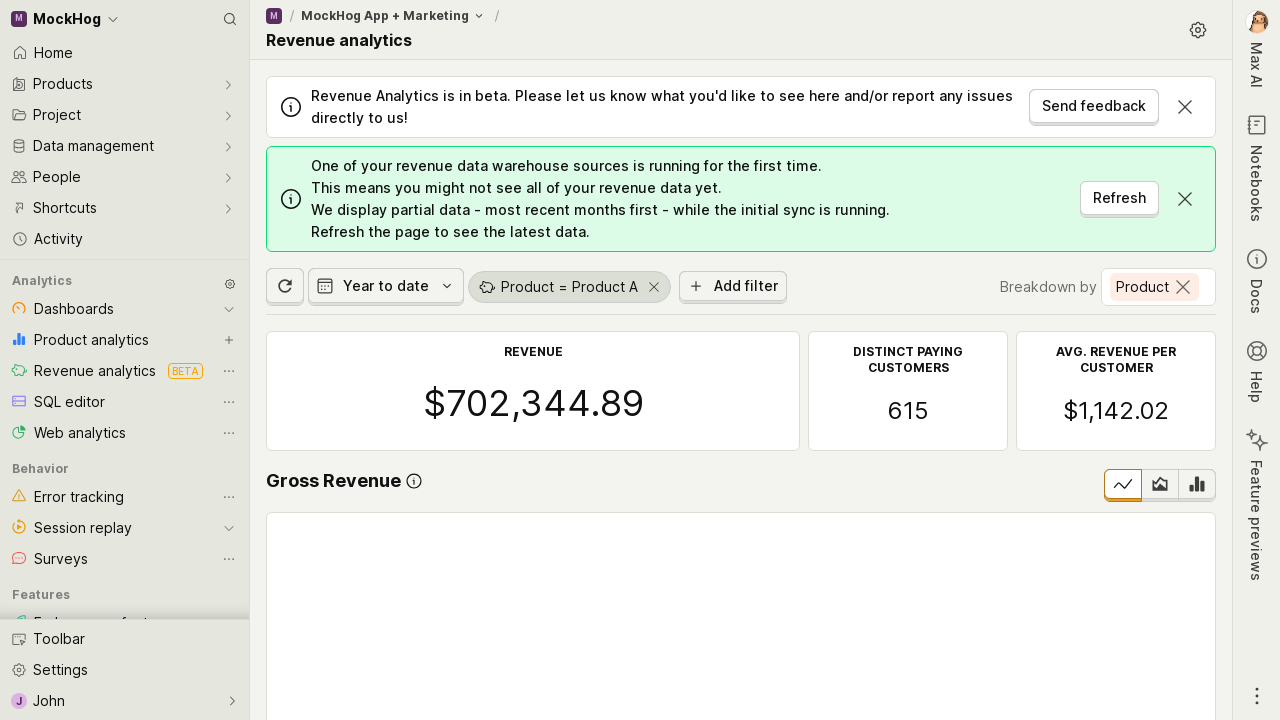 M MockHog
Home
Products
Project
Data management
People
Shortcuts
Activity
Analytics
Dashboards
Product analytics
Revenue analytics BETA
SQL editor
Web analytics
Behavior
Error tracking
Session replay
Surveys
Features
Toolbar
Settings
J John
M / MockHog App + Marketing /
Revenue analytics
Revenue Analytics is in beta. Please let us know what you'd like to see here and/or report any issues
directly to us!
Send feedback
One of your revenue data warehouse sources is running for the first time.
This means you might not see all of your revenue data yet.
We display partial data - most recent months first - while the initial sync is running.
Refresh the page to see the latest data.
Refresh
Year to date
Product = Product A
Add filter
Breakdown by Product
REVENUE
$702,344.89
DISTINCT PAYING
CUSTOMERS
615
AVG. REVENUE PER
CUSTOMER
$1,142.02
Gross Revenue
Max AI
Notebooks
Docs
Help
Feature previews